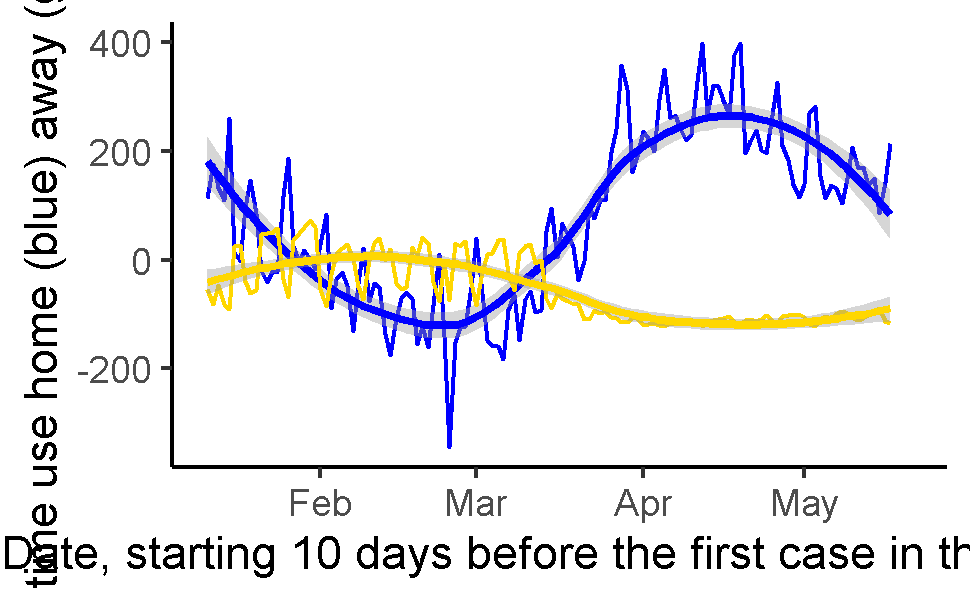 time use home (blue) away (
400
200
0
-200
Feb Mar Apr May
Date, starting 10 days before the first case in th